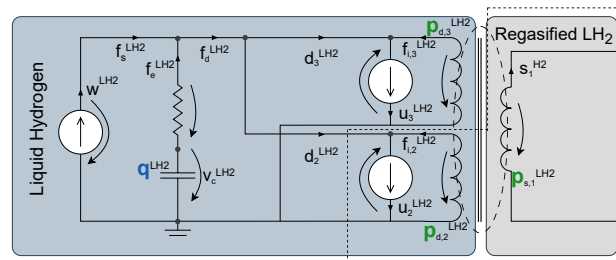 Liquid Hydrogen
w^LH2
f_s^LH2
f_e^LH2
f_d^LH2
q^LH2
v_c^LH2
d_3^LH2
f_i,3^LH2
p_d,3^LH2
u_3^LH2
d_2^LH2
f_i,2^LH2
u_2^LH2
p_d,2^LH2
Regasified LH_2
s_1^H2
p_s,1^LH2